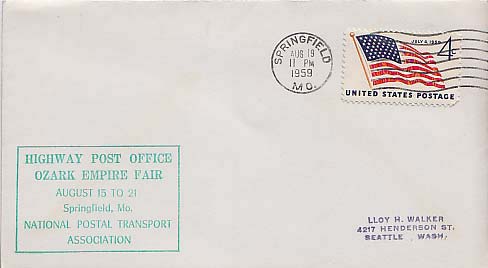 SPRINGFIELD
AUG 19
11 PM
1959
MO.
JULY 4, 1959
4¢
UNITED STATES POSTAGE
HIGHWAY POST OFFICE
OZARK EMPIRE FAIR
AUGUST 15 TO 21
Springfield, Mo.
NATIONAL POSTAL TRANSPORT
ASSOCIATION
LLOY H. WALKER
4217 HENDERSON ST.
SEATTLE, WASH.